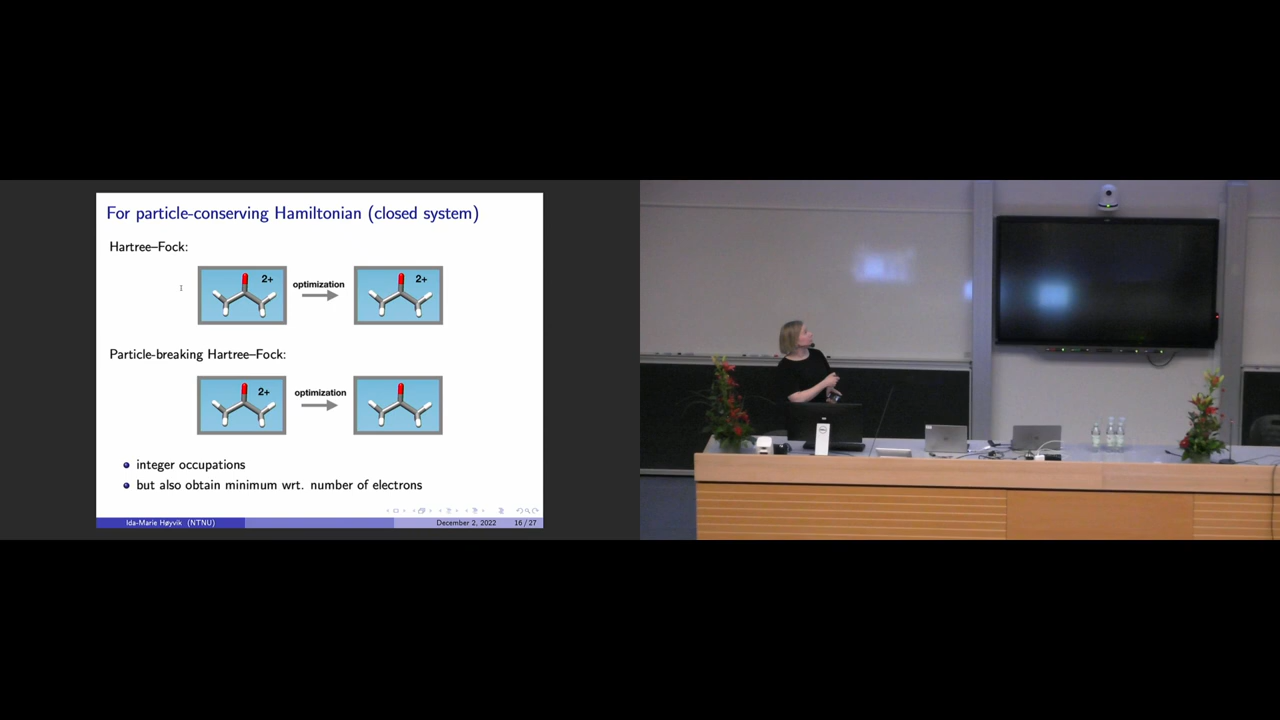 For particle-conserving Hamiltonian (closed system)
Hartree–Fock:
2+
optimization
2+
Particle-breaking Hartree–Fock:
2+
optimization
integer occupations
but also obtain minimum wrt. number of electrons
Ida-Marie Høyvik (NTNU)
December 2, 2022
16 / 27